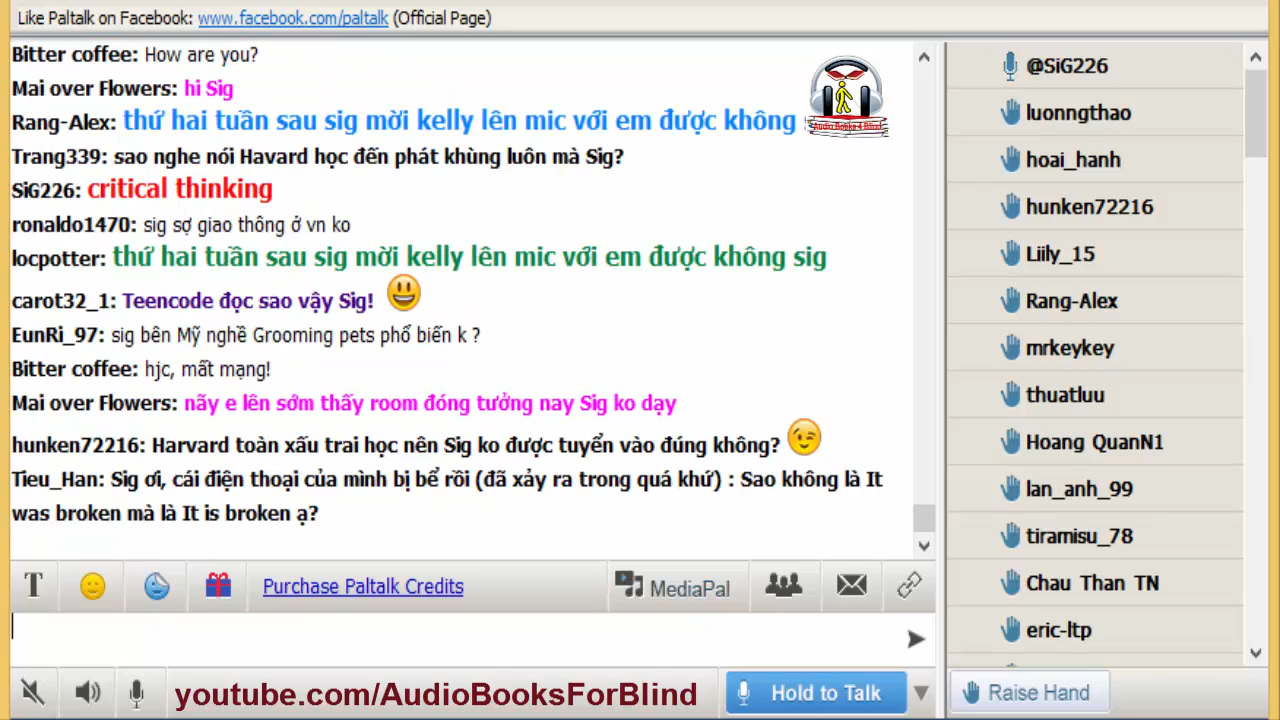 Like Paltalk on Facebook: www.facebook.com/paltalk (Official Page)
Bitter coffee: How are you?
Mai over Flowers: hi Sig
Rang-Alex: thứ hai tuần sau sig mời kelly lên mic với em được không
Audio Books 4 Blind
Trang339: sao nghe nói Havard học đến phát khùng luôn mà Sig?
SiG226: critical thinking
ronaldo1470: sig sợ giao thông ở vn ko
locpotter: thứ hai tuần sau sig mời kelly lên mic với em được không sig
carot32_1: Teencode đọc sao vậy Sig!
EunRi_97: sig bên Mỹ nghề Grooming pets phổ biến k ?
Bitter coffee: hjc, mất mạng!
Mai over Flowers: nãy e lên sớm thấy room đóng tưởng nay Sig ko dạy
hunken72216: Harvard toàn xấu trai học nên Sig ko được tuyển vào đúng không?
Tieu_Han: Sig ơi, cái điện thoại của mình bị bể rồi (đã xảy ra trong quá khứ) : Sao không là It
was broken mà là It is broken ạ?
T
Purchase Paltalk Credits
MediaPal
youtube.com/AudioBooksForBlind
Hold to Talk
@SiG226
luonngthao
hoai_hanh
hunken72216
Liily_15
Rang-Alex
mrkeykey
thuatluu
Hoang QuanN1
lan_anh_99
tiramisu_78
Chau Than TN
eric-ltp
Raise Hand